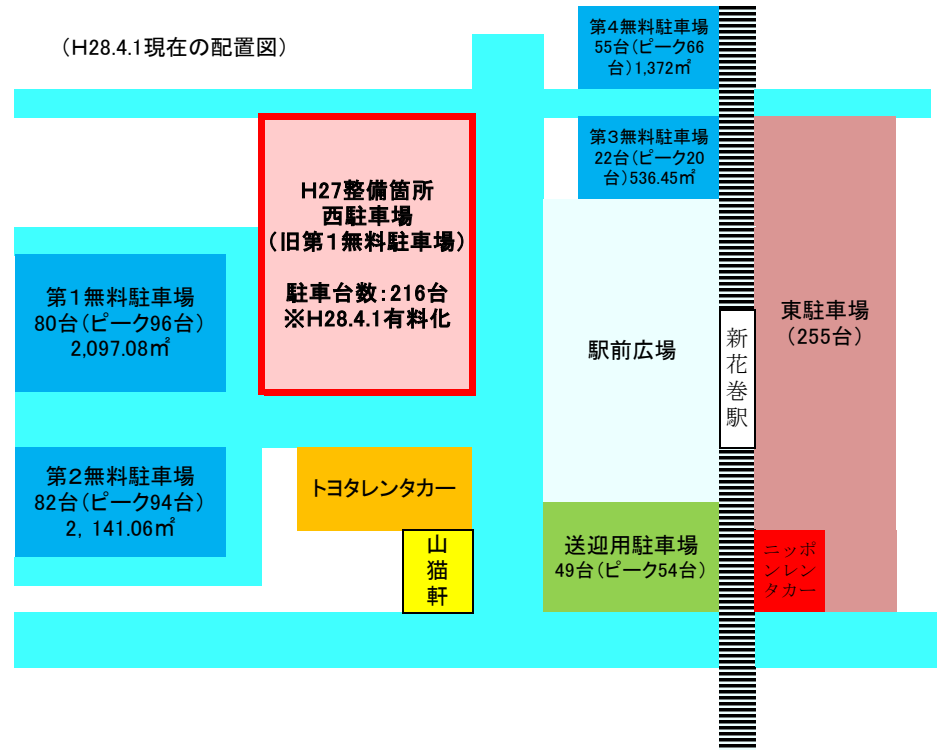 （H28.4.1現在の配置図）
第４無料駐車場
55台（ピーク66
台）1,372㎡
第３無料駐車場
22台（ピーク20
台）536.45㎡
H27整備箇所
西駐車場
（旧第１無料駐車場）
駐車台数：216台
※H28.4.1有料化
第１無料駐車場
80台（ピーク96台）
2,097.08㎡
駅前広場
新花巻駅
東駐車場
（255台）
第２無料駐車場
82台（ピーク94台）
２，141.06㎡
トヨタレンタカー
山猫軒
送迎用駐車場
49台（ピーク54台）
ニッポ
ンレン
タカー